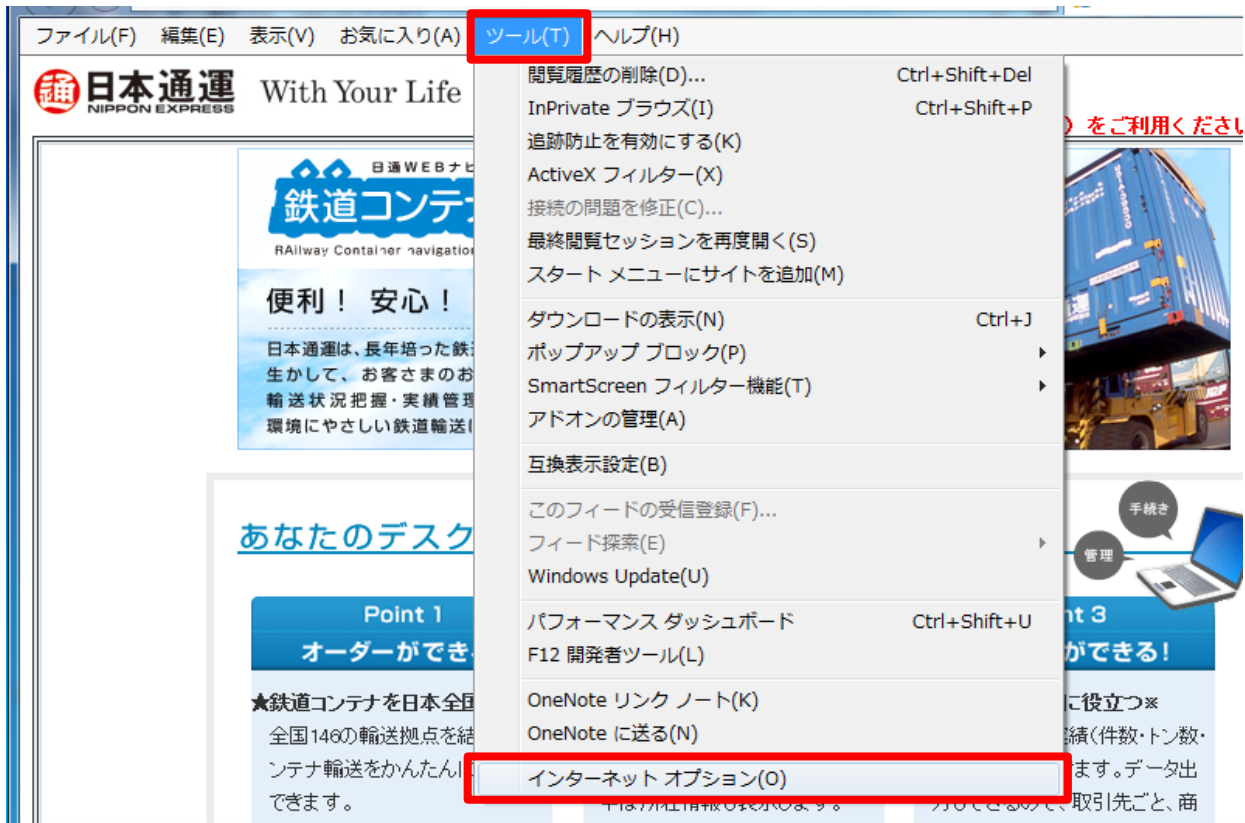 ファイル(F) 編集(E) 表示(V) お気に入り(A) ツール(T) ヘルプ(H)
通 日本通運 With Your Life
NIPPON EXPRESS
をご利用くださ
日通WEBナビ
鉄道コンテ
RAilway Container navigation
便利！ 安心！
日本通運は、長年培った鉄
生かして、お客さまのお
輸送状況把握・実績管理
環境にやさしい鉄道輸送
閲覧履歴の削除(D)... Ctrl+Shift+Del
InPrivate ブラウズ(I) Ctrl+Shift+P
追跡防止を有効にする(K)
ActiveX フィルター(X)
接続の問題を修正(C)...
最終閲覧セッションを再度開く(S)
スタート メニューにサイトを追加(M)
ダウンロードの表示(N) Ctrl+J
ポップアップ ブロック(P)
SmartScreen フィルター機能(T)
アドオンの管理(A)
互換表示設定(B)
このフィードの受信登録(F)...
フィード探索(E)
Windows Update(U)
パフォーマンス ダッシュボード Ctrl+Shift+U
F12 開発者ツール(L)
OneNote リンク ノート(K)
OneNote に送る(N)
インターネット オプション(O)
あなたのデスク
手続き
管理
Point 1
オーダーができ
★鉄道コンテナを日本全国
全国146の輸送拠点を結
ンテナ輸送をかんたんに
できます。
nt 3
ができる！
に役立つ※
績(件数・トン数・
ます。データ出
力もできるので、取引先ごと、商